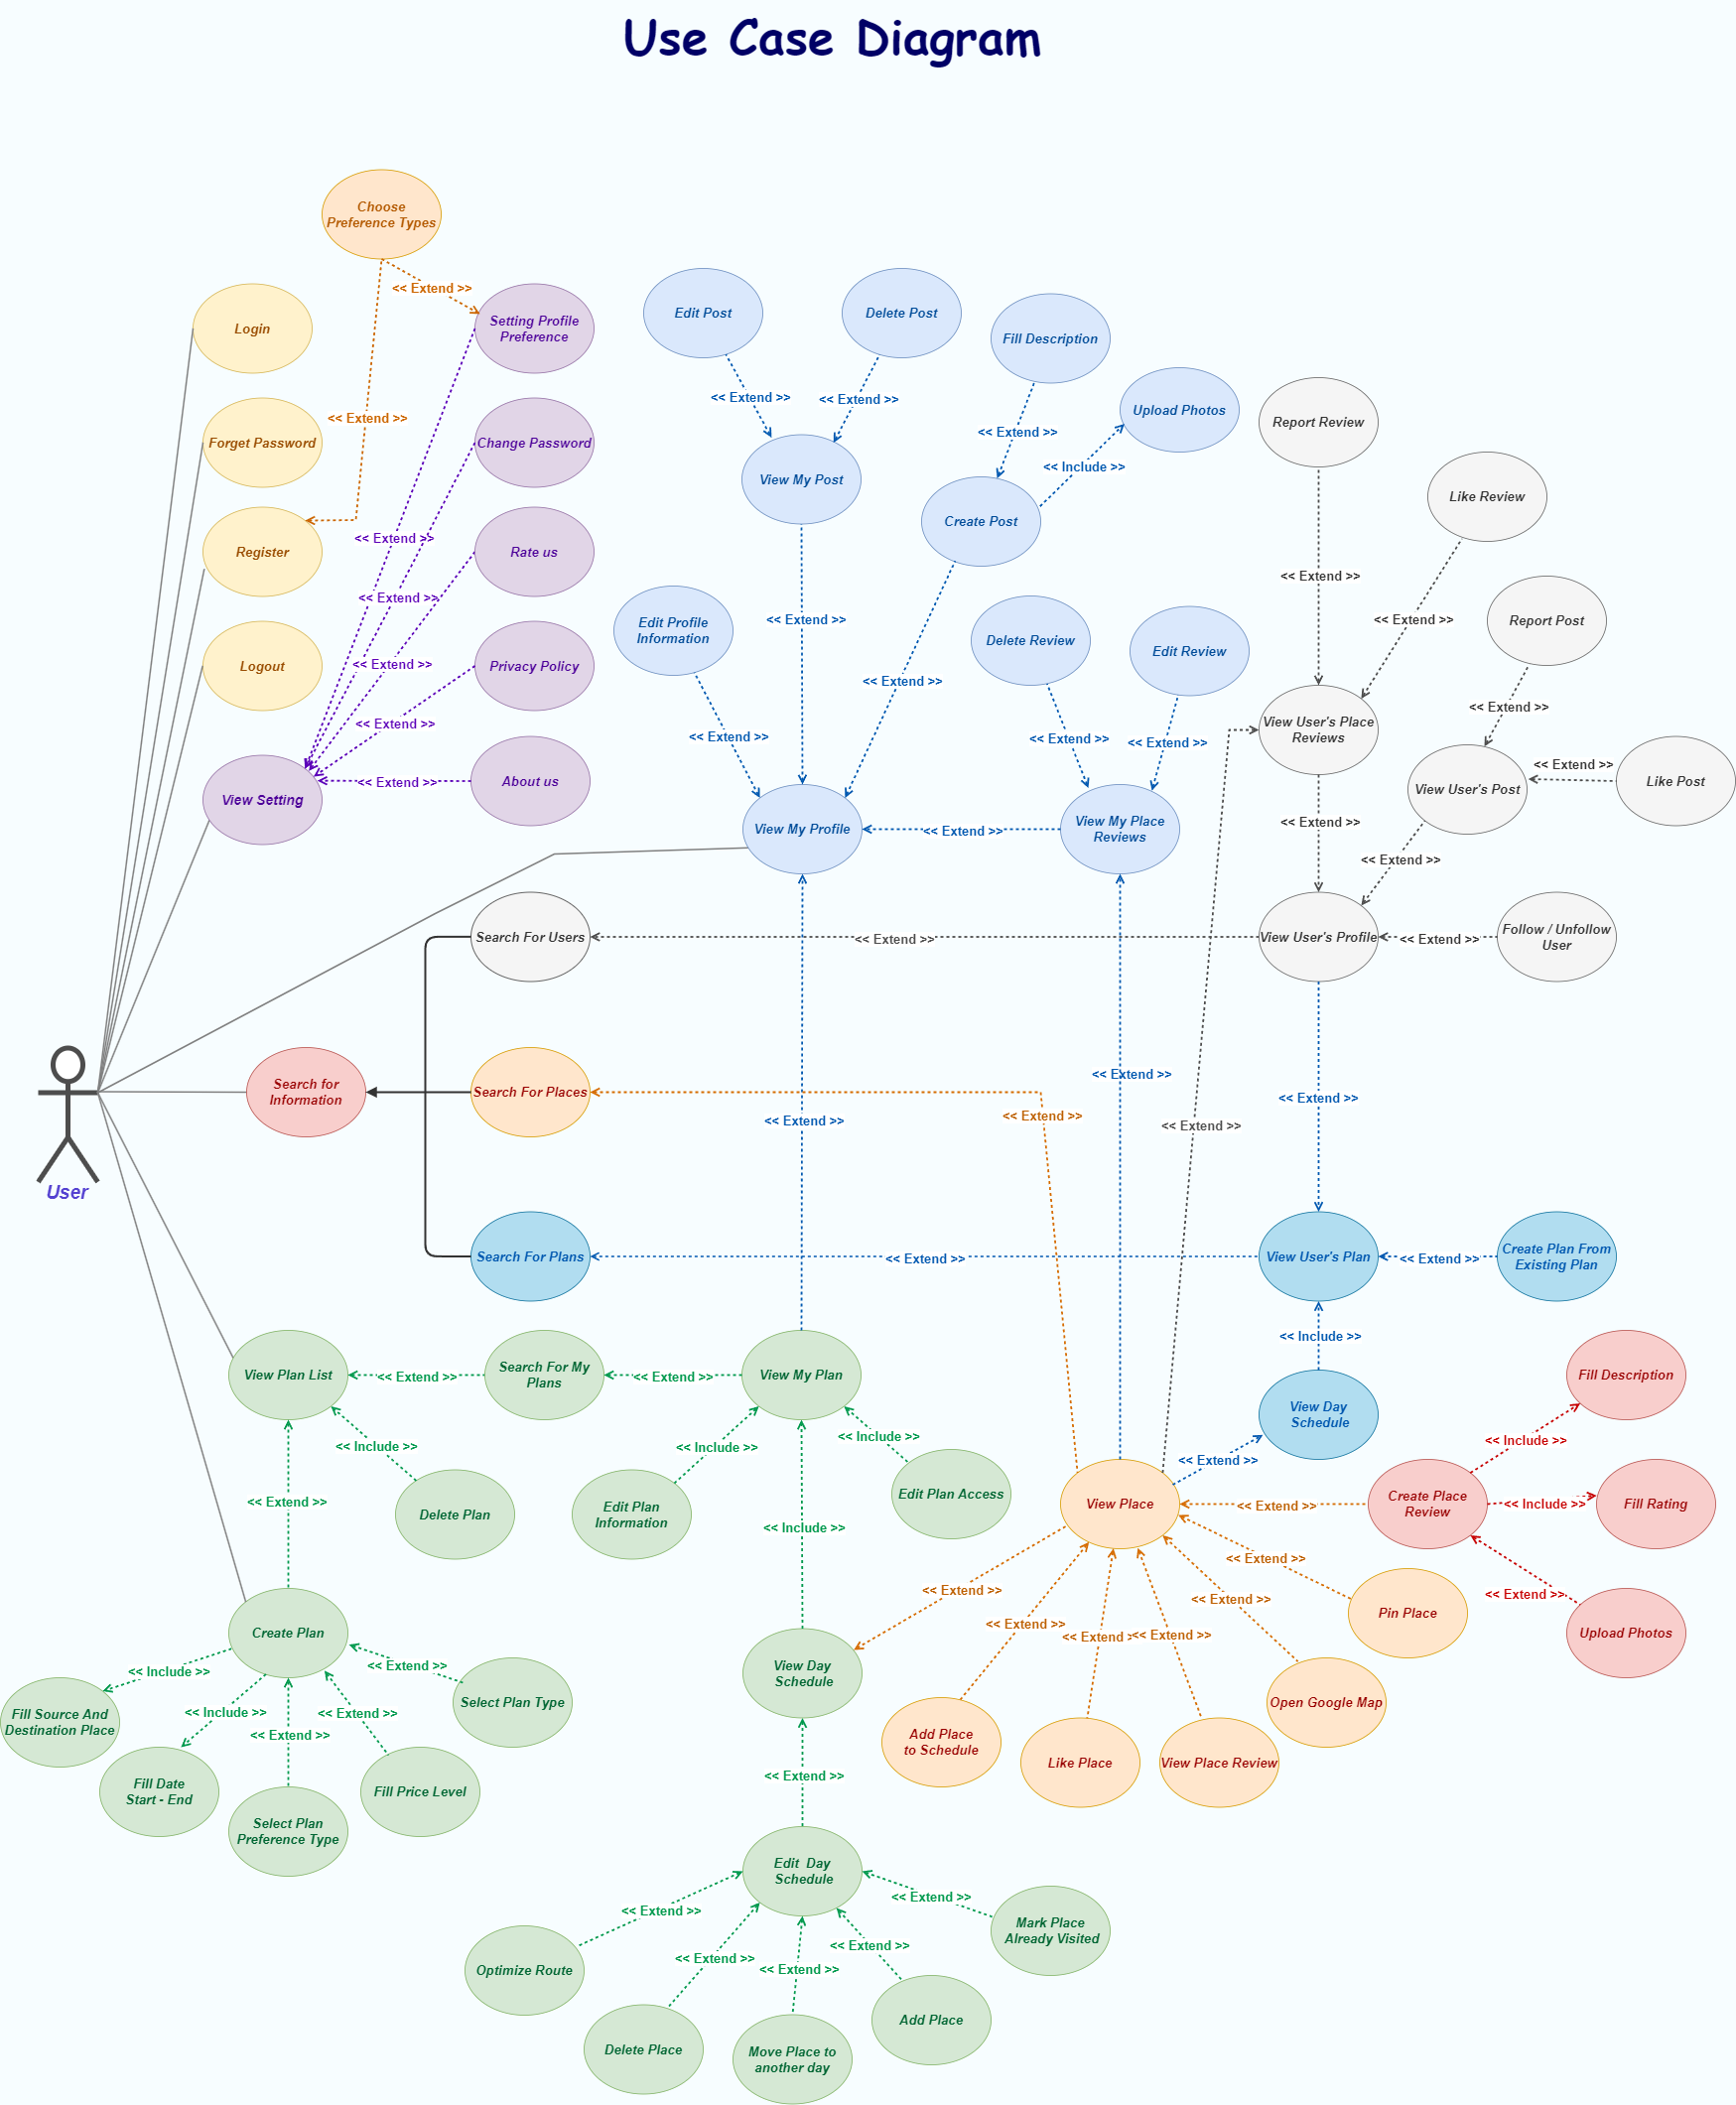 Use Case Diagram
Choose
Preference Types
<< Extend >>
Login
Setting Profile
Preference
Edit Post
Delete Post
Fill Description
<< Extend >>
<< Extend >>
Upload Photos
<< Extend >>
Report Review
Forget Password
Change Password
<< Extend >>
<< Include >>
View My Post
Like Review
Create Post
<< Extend >>
Register
Rate us
<< Extend >>
<< Extend >>
<< Extend >>
<< Extend >>
Report Post
Edit Profile
Information
Delete Review
Edit Review
Logout
<< Extend >>
Privacy Policy
<< Extend >>
<< Extend >>
<< Extend >>
View User's Place
Reviews
<< Extend >>
<< Extend >>
<< Extend >>
<< Extend >>
View Setting
<< Extend >>
About us
View User's Post
Like Post
View My Profile
<< Extend >>
View My Place
Reviews
<< Extend >>
<< Extend >>
Search For Users
<< Extend >>
View User's Profile
<< Extend >>
Follow / Unfollow
User
Search for
Information
Search For Places
<< Extend >>
<< Extend >>
<< Extend >>
<< Extend >>
<< Extend >>
User
Search For Plans
<< Extend >>
View User's Plan
<< Extend >>
Create Plan From
Existing Plan
<< Include >>
View Plan List
<< Extend >>
Search For My
Plans
<< Extend >>
View My Plan
Fill Description
View Day
Schedule
<< Include >>
<< Include >>
<< Include >>
<< Include >>
<< Extend >>
Edit Plan Access
<< Extend >>
Delete Plan
Edit Plan
Information
View Place
<< Extend >>
Create Place
Review
<< Include >>
Fill Rating
<< Include >>
<< Extend >>
<< Extend >>
<< Extend >>
<< Extend >>
Pin Place
Create Plan
<< Extend >>
<< Extend
<< Extend >>
Upload Photos
<< Include >>
<< Extend >>
View Day
Schedule
Select Plan Type
Open Google Map
Fill Source And
Destination Place
<< Include >>
<< Extend >>
<< Extend >>
Add Place
to Schedule
Like Place
View Place Review
<< Extend >>
Fill Date
Start - End
Fill Price Level
Select Plan
Preference Type
Edit Day
Schedule
<< Extend >>
<< Extend >>
Mark Place
Already Visited
<< Extend >>
<< Extend >>
<< Extend >>
Optimize Route
Add Place
Delete Place
Move Place to
another day